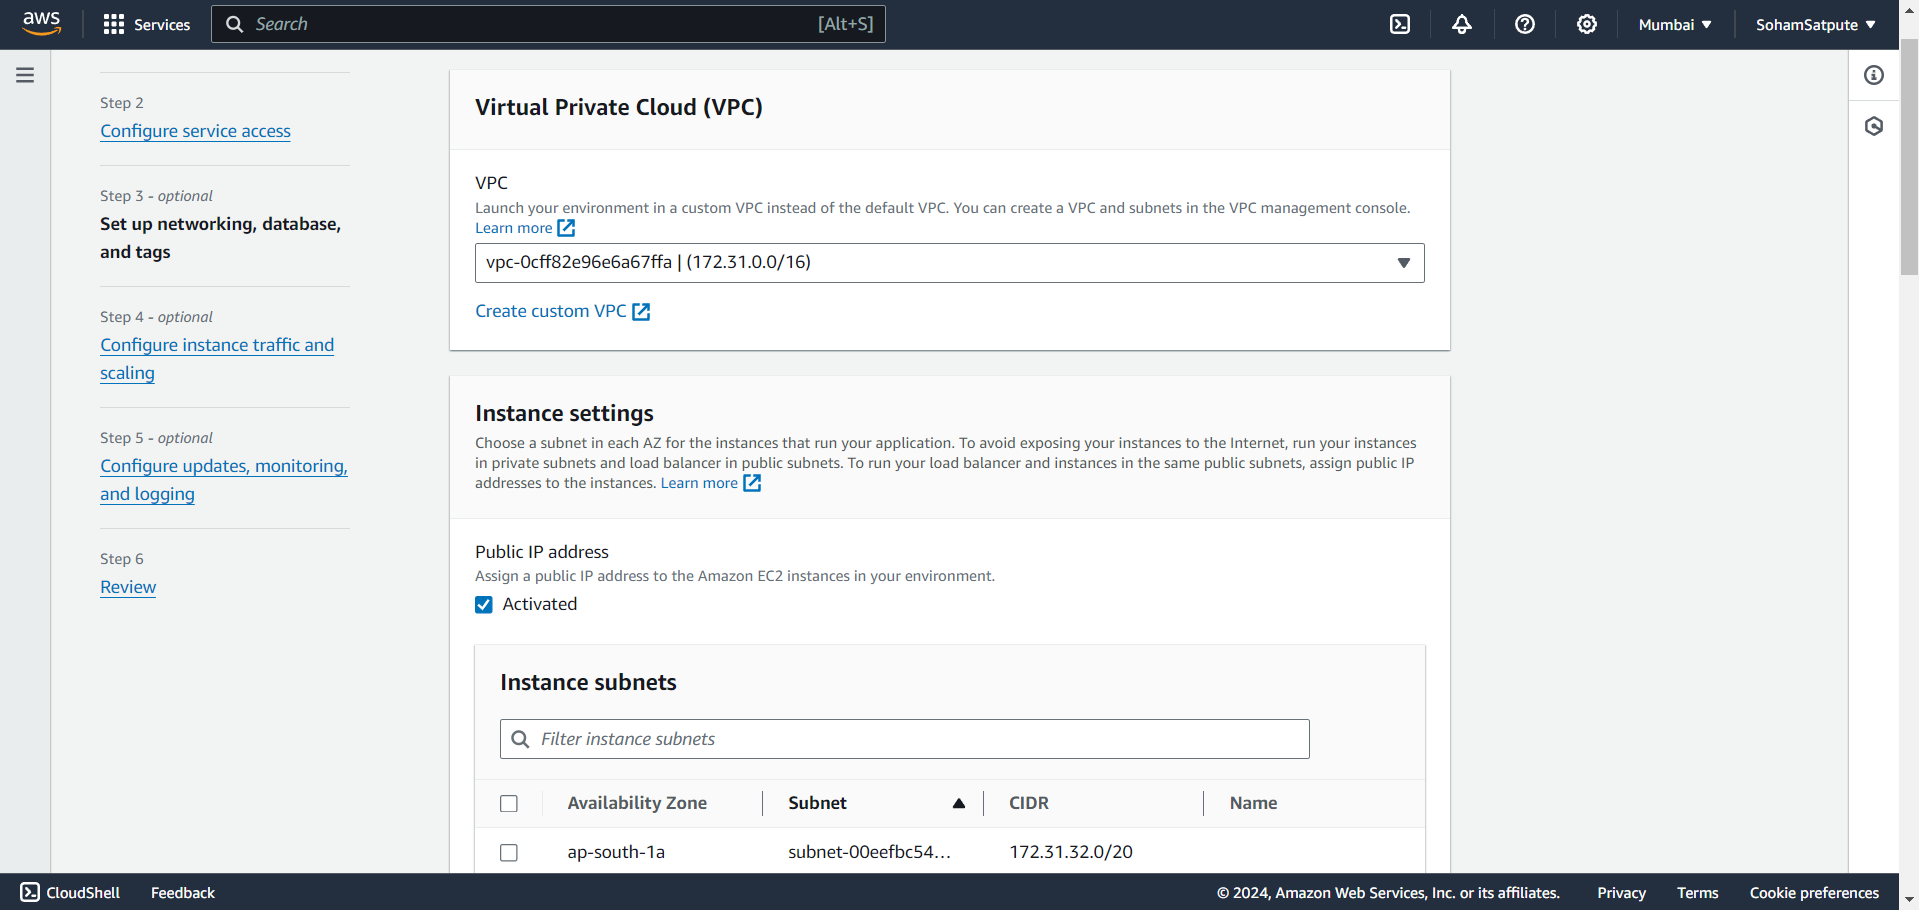 aws
Services
Search
[Alt+S]
Mumbai
SohamSatpute
Step 2
Configure service access
Step 3 - optional
Set up networking, database,
and tags
Step 4 - optional
Configure instance traffic and
scaling
Step 5 - optional
Configure updates, monitoring,
and logging
Step 6
Review
Virtual Private Cloud (VPC)
VPC
Launch your environment in a custom VPC instead of the default VPC. You can create a VPC and subnets in the VPC management console.
Learn more
vpc-0cff82e96e6a67ffa | (172.31.0.0/16)
Create custom VPC
Instance settings
Choose a subnet in each AZ for the instances that run your application. To avoid exposing your instances to the Internet, run your instances
in private subnets and load balancer in public subnets. To run your load balancer and instances in the same public subnets, assign public IP
addresses to the instances. Learn more
Public IP address
Assign a public IP address to the Amazon EC2 instances in your environment.
Activated
Instance subnets
Filter instance subnets
Availability Zone
Subnet
CIDR
Name
ap-south-1a
subnet-00eefbc54...
172.31.32.0/20
CloudShell
Feedback
© 2024, Amazon Web Services, Inc. or its affiliates.
Privacy
Terms
Cookie preferences